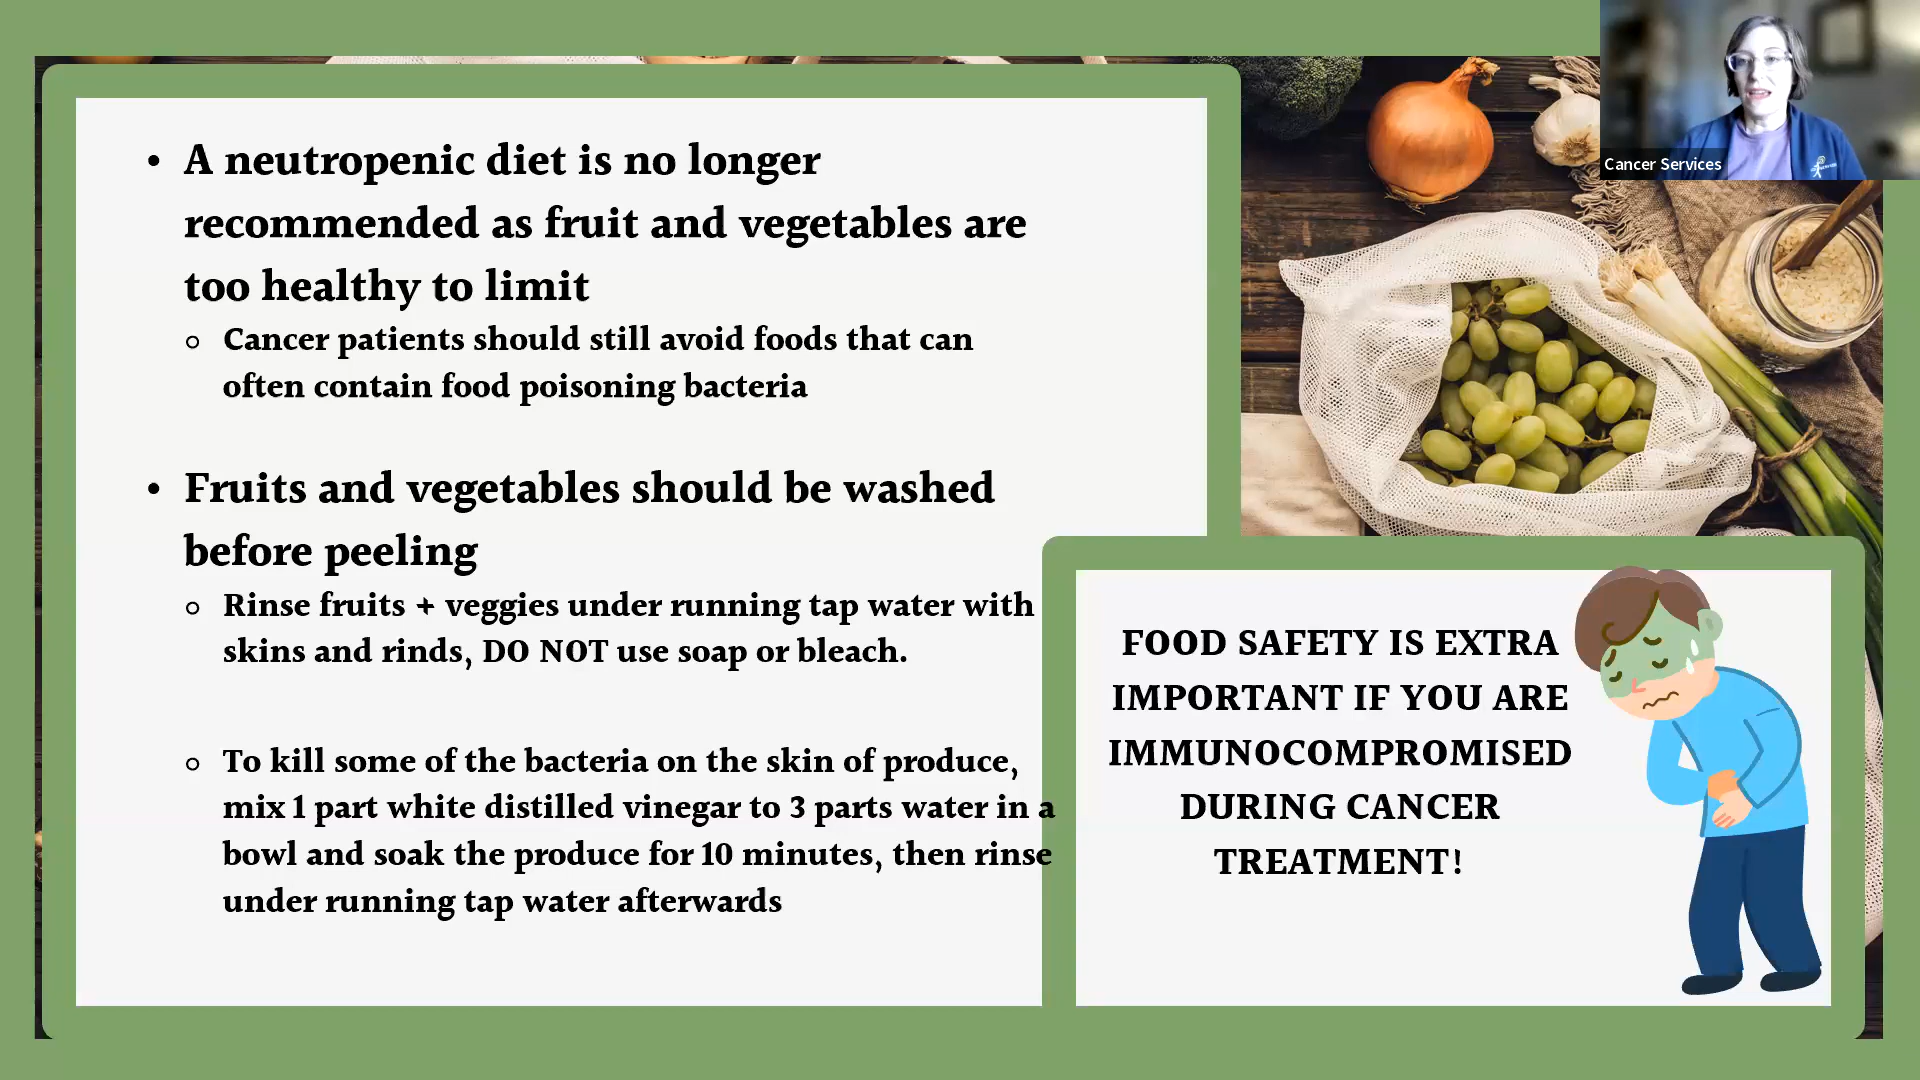 • A neutropenic diet is no longer
recommended as fruit and vegetables are
too healthy to limit
○ Cancer patients should still avoid foods that can
often contain food poisoning bacteria
• Fruits and vegetables should be washed
before peeling
○ Rinse fruits + veggies under running tap water with
skins and rinds, DO NOT use soap or bleach.
○ To kill some of the bacteria on the skin of produce,
mix 1 part white distilled vinegar to 3 parts water in a
bowl and soak the produce for 10 minutes, then rinse
under running tap water afterwards
FOOD SAFETY IS EXTRA
IMPORTANT IF YOU ARE
IMMUNOCOMPROMISED
DURING CANCER
TREATMENT!
Cancer Services